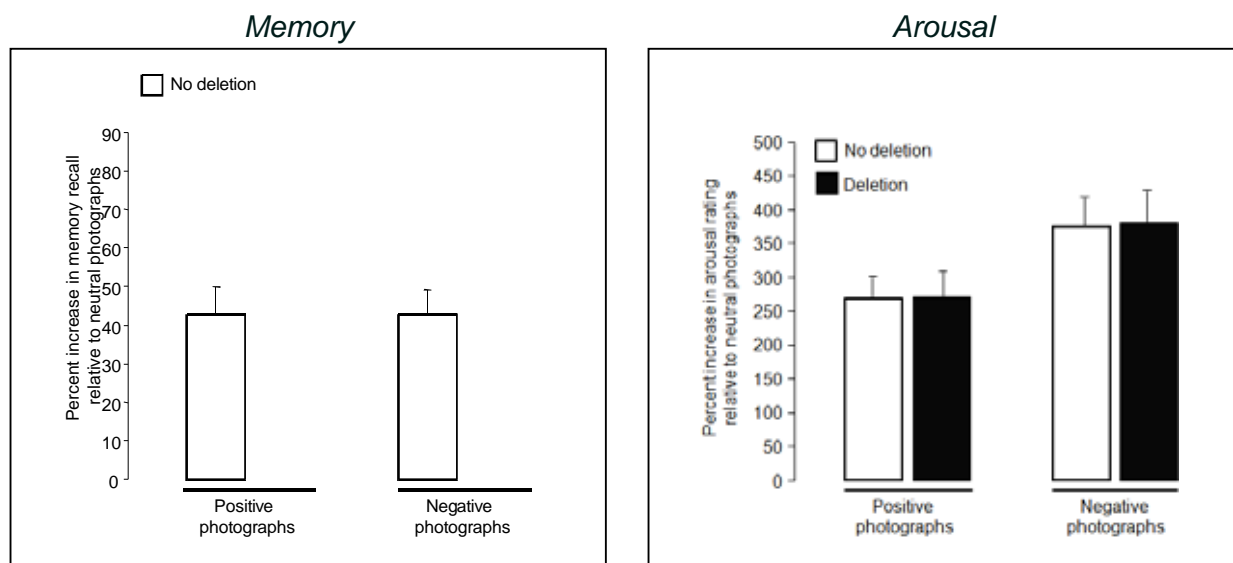 Memory
No deletion
Percent increase in memory recall
relative to neutral photographs
90
80
70
60
50
40
30
20
10
0
Positive
photographs
Negative
photographs
Arousal
No deletion
Deletion
Percent increase in arousal rating
relative to neutral photographs
500
450
400
350
300
250
200
150
100
50
0
Positive
photographs
Negative
photographs